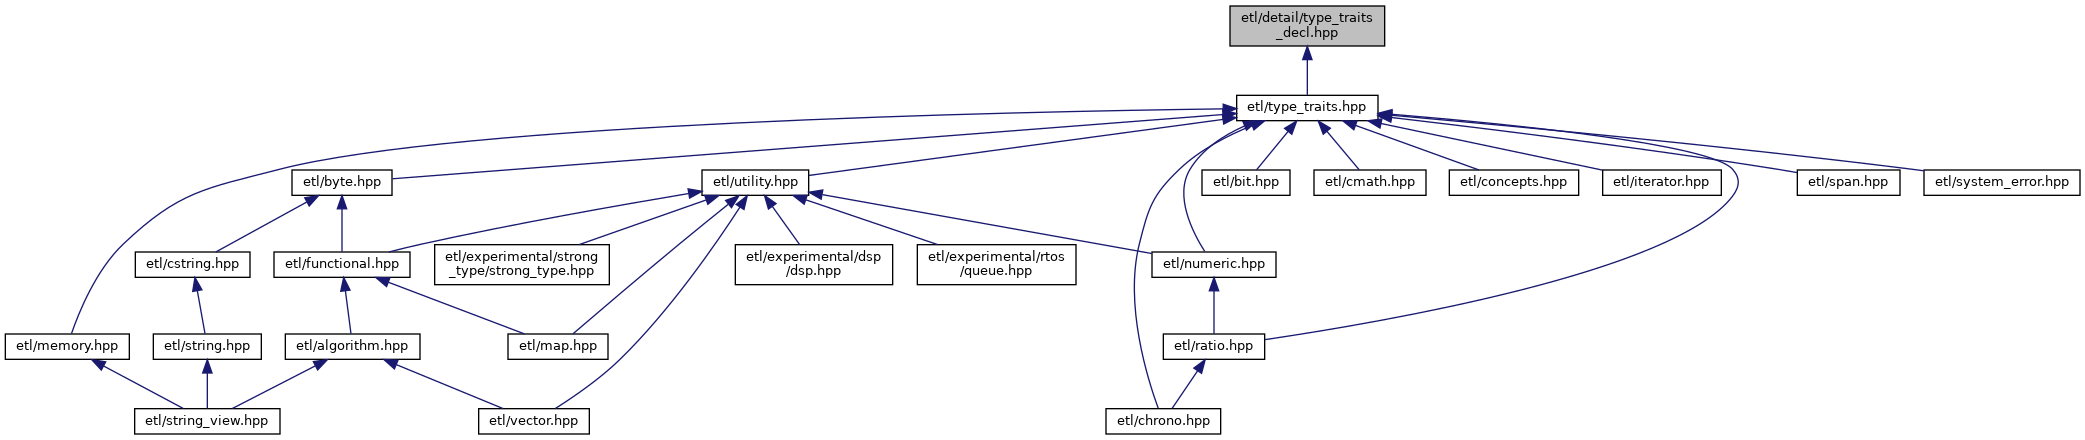 etl/detail/type_traits
_decl.hpp
etl/type_traits.hpp
etl/byte.hpp
etl/utility.hpp
etl/bit.hpp
etl/cmath.hpp
etl/concepts.hpp
etl/iterator.hpp
etl/span.hpp
etl/system_error.hpp
etl/cstring.hpp
etl/functional.hpp
etl/experimental/strong
_type/strong_type.hpp
etl/experimental/dsp
/dsp.hpp
etl/experimental/rtos
/queue.hpp
etl/numeric.hpp
etl/memory.hpp
etl/string.hpp
etl/algorithm.hpp
etl/map.hpp
etl/ratio.hpp
etl/string_view.hpp
etl/vector.hpp
etl/chrono.hpp